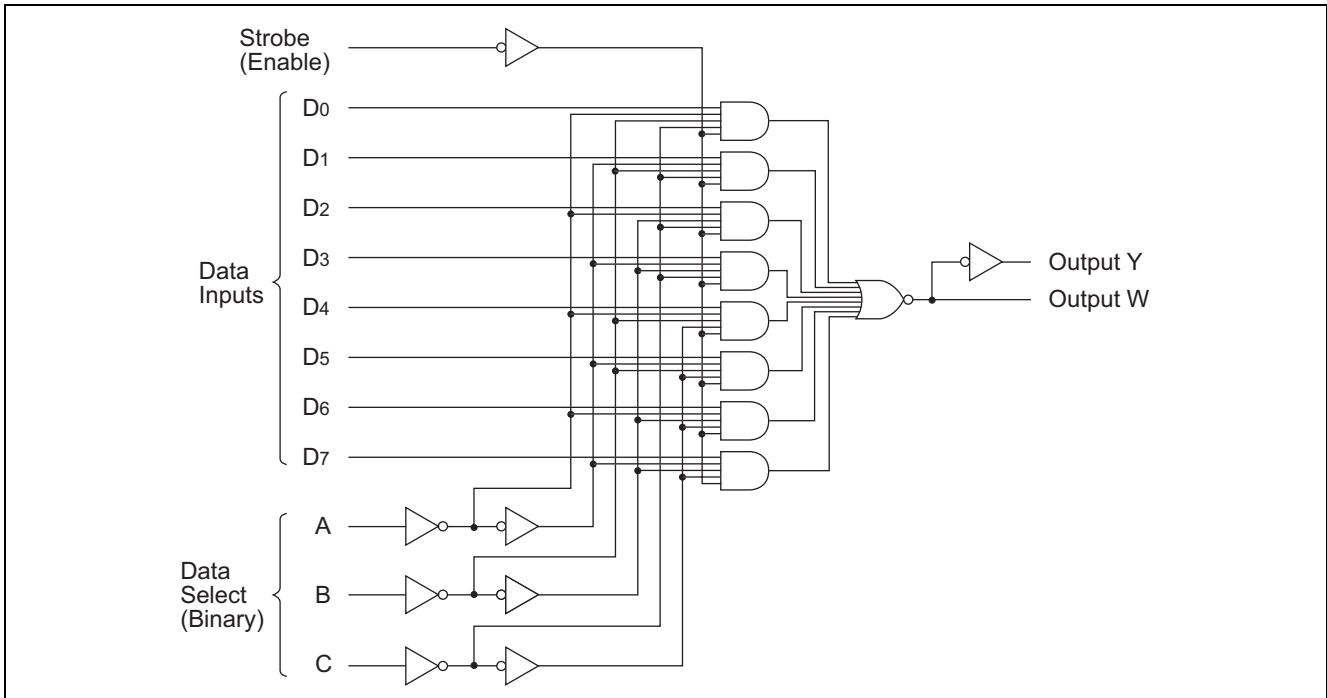 Strobe
(Enable)
D0
D1
D2
D3
D4
D5
D6
D7
Data
Inputs
Output Y
Output W
A
B
C
Data
Select
(Binary)